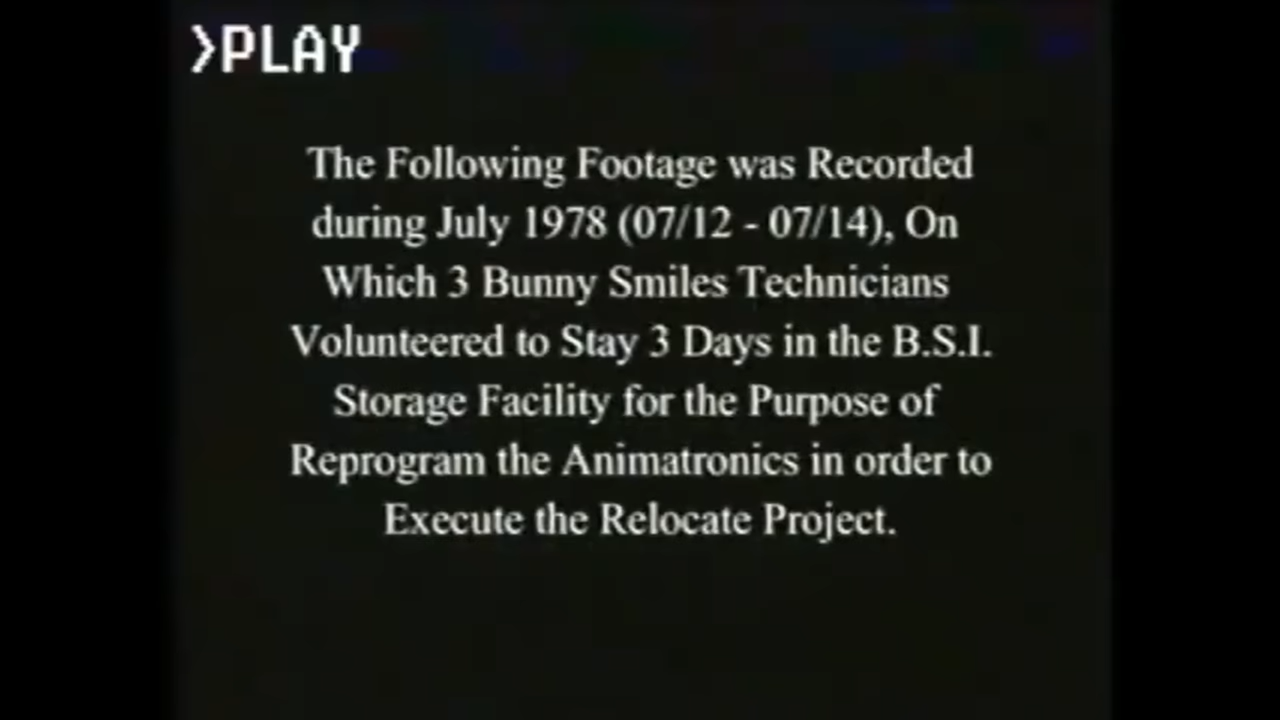 >PLAY
The Following Footage was Recorded
during July 1978 (07/12 - 07/14), On
Which 3 Bunny Smiles Technicians
Volunteered to Stay 3 Days in the B.S.I.
Storage Facility for the Purpose of
Reprogram the Animatronics in order to
Execute the Relocate Project.